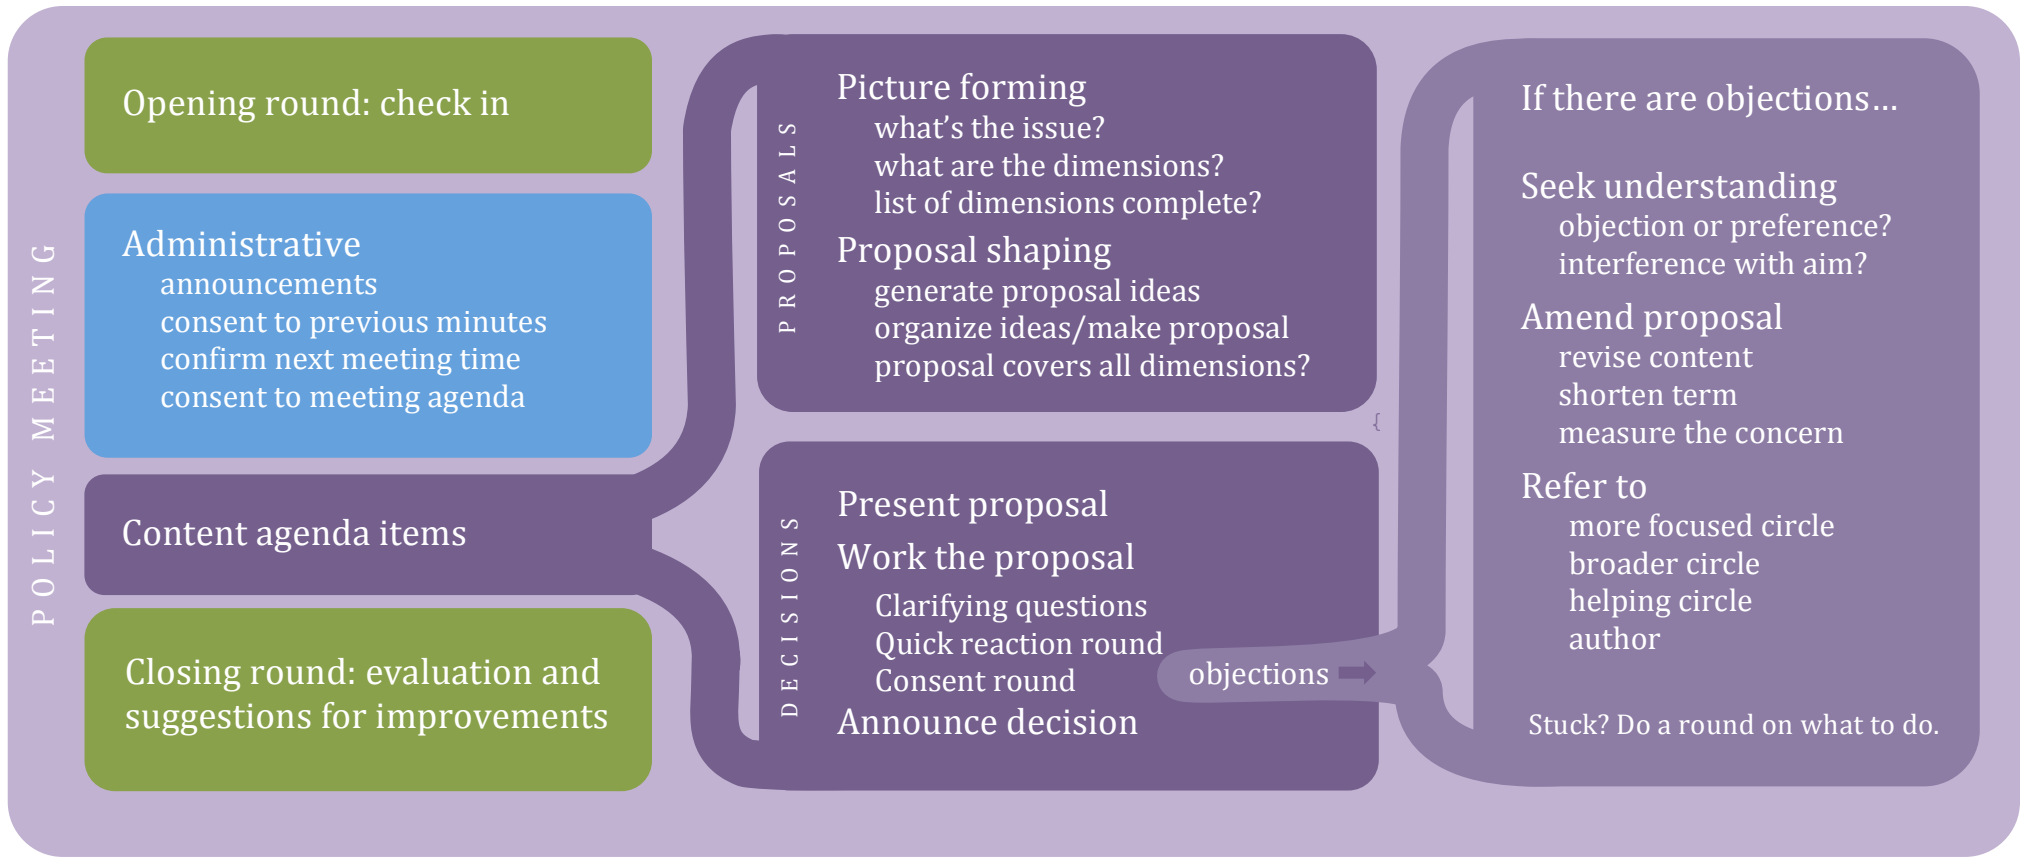 POLICY MEETING
Opening round: check in
Administrative
announcements
consent to previous minutes
confirm next meeting time
consent to meeting agenda
Content agenda items
Closing round: evaluation and
suggestions for improvements
PROPOSALS
Picture forming
what's the issue?
what are the dimensions?
list of dimensions complete?
Proposal shaping
generate proposal ideas
organize ideas/make proposal
proposal covers all dimensions?
{
DECISIONS
Present proposal
Work the proposal
Clarifying questions
Quick reaction round
Consent round
objections
Announce decision
If there are objections…
Seek understanding
objection or preference?
interference with aim?
Amend proposal
revise content
shorten term
measure the concern
Refer to
more focused circle
broader circle
helping circle
author
Stuck? Do a round on what to do.